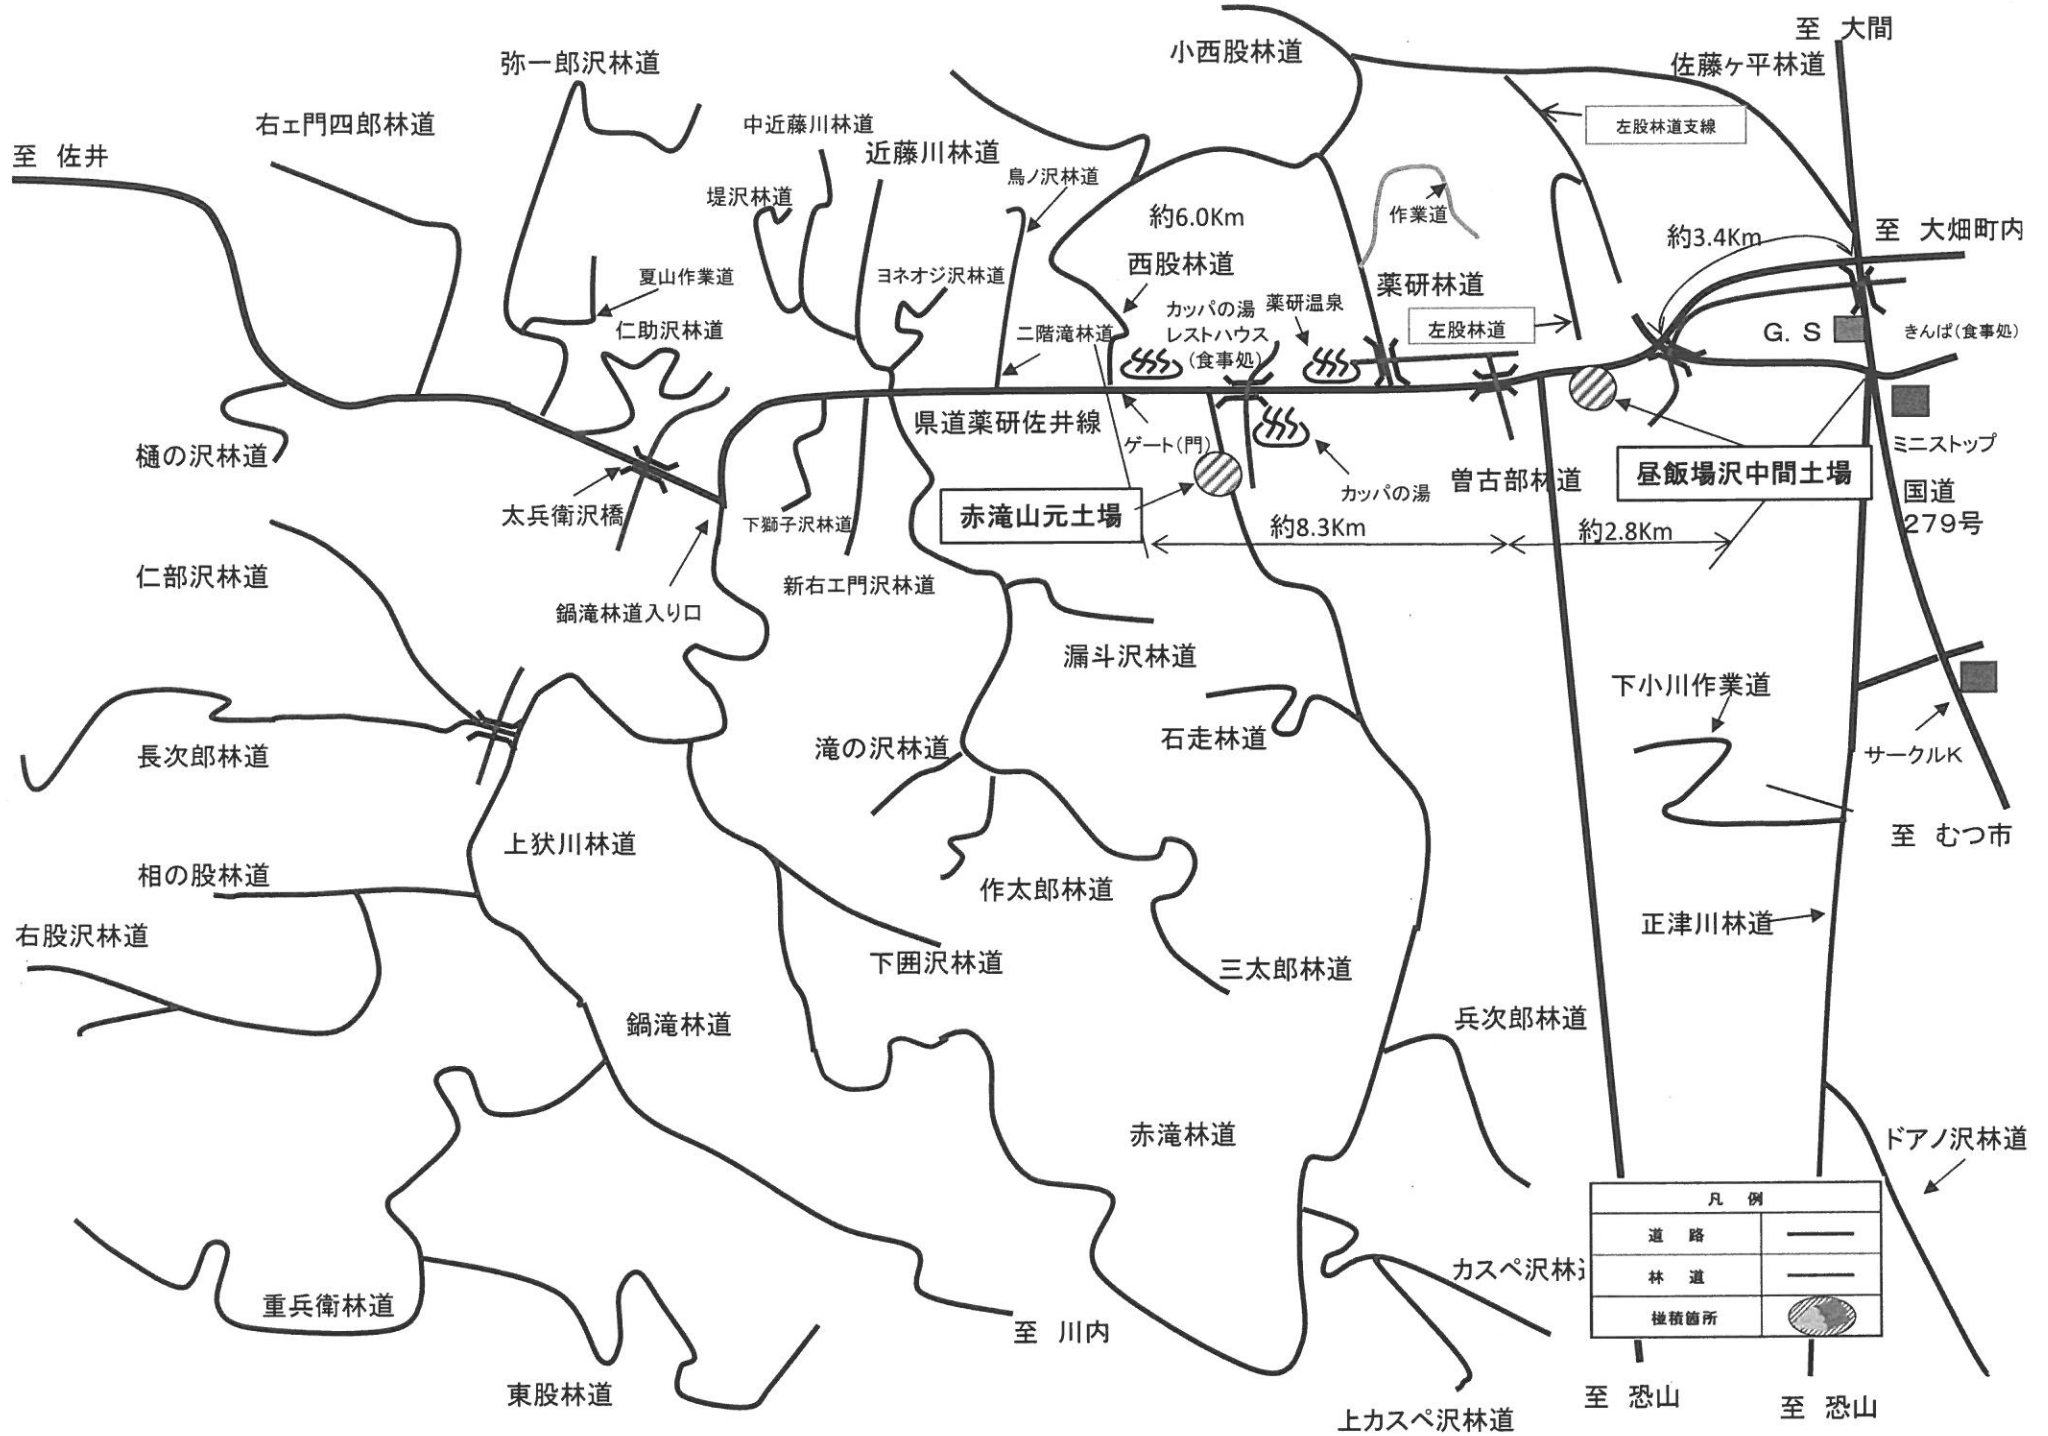 至 大間
佐藤ヶ平林道
小西股林道
弥一郎沢林道
右ェ門四郎林道
中近藤川林道
左股林道支線
至 佐井
近藤川林道
鳥ノ沢林道
堤沢林道
約6.0Km
作業道
約3.4Km
至 大畑町内
西股林道
夏山作業道
ヨネオジ沢林道
薬研林道
カッパの湯
レストハウス
(食事処)
薬研温泉
仁助沢林道
二階滝林道
左股林道
G. S
きんぱ(食事処)
県道薬研佐井線
ゲート(門)
ミニストップ
樋の沢林道
昼飯場沢中間土場
曽古部林道
カッパの湯
国道
279号
太兵衛沢橋
下獅子沢林道
赤滝山元土場
約8.3Km
約2.8Km
仁部沢林道
新右エ門沢林道
鍋滝林道入り口
漏斗沢林道
下小川作業道
石走林道
滝の沢林道
長次郎林道
サークルK
至 むつ市
上狄川林道
相の股林道
作太郎林道
右股沢林道
正津川林道
下囲沢林道
三太郎林道
鍋滝林道
兵次郎林道
赤滝林道
ドアノ沢林道
凡 例
道 路
林 道
椪積箇所
カスペ沢林道
重兵衛林道
至 川内
東股林道
上カスペ沢林道
至 恐山
至 恐山